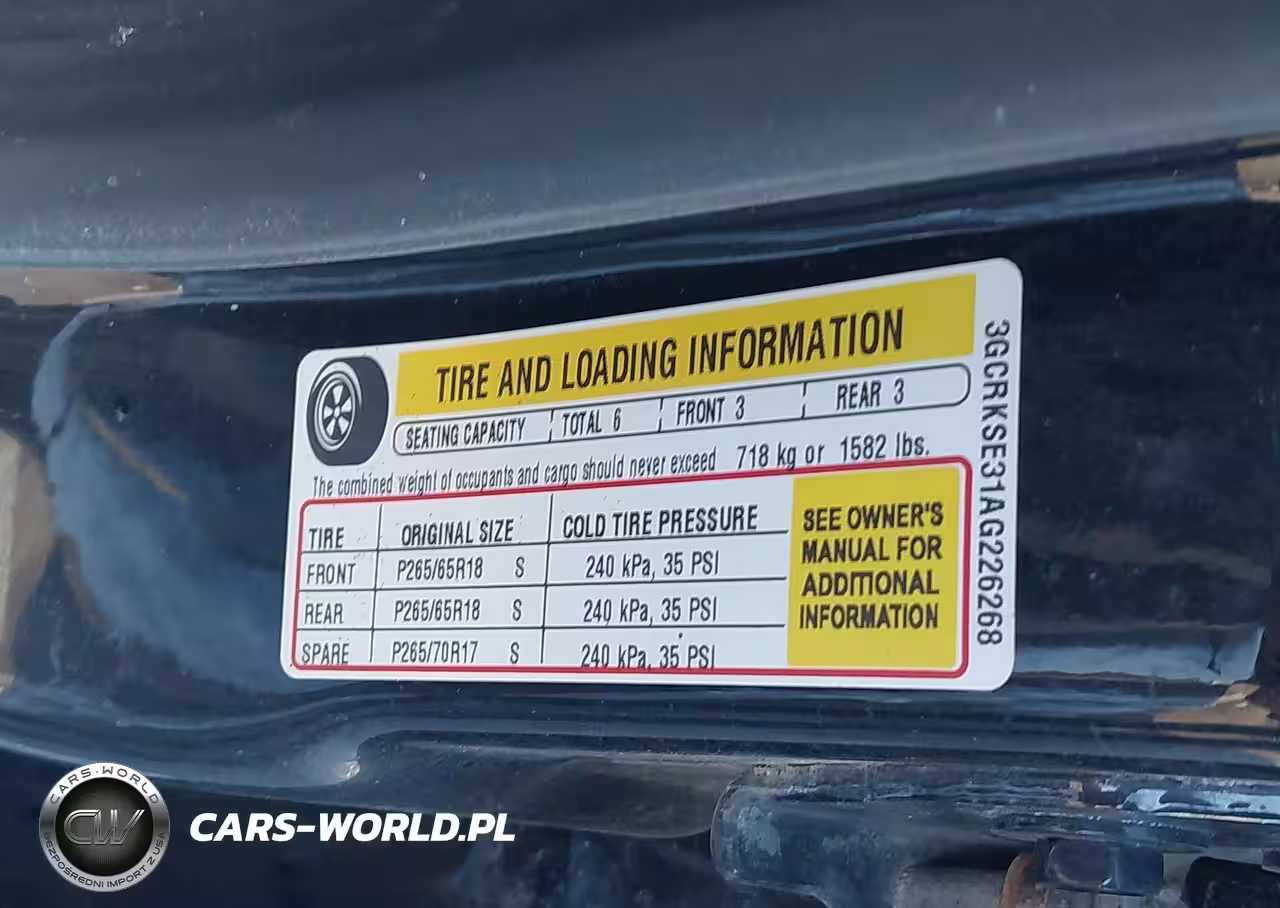 TIRE AND LOADING INFORMATION
SEATING CAPACITY TOTAL 6 FRONT 3 REAR 3
The combined weight of occupants and cargo should never exceed 718 kg or 1582 lbs.
TIRE ORIGINAL SIZE COLD TIRE PRESSURE
FRONT P265/65R18 S 240 kPa, 35 PSI
REAR P265/65R18 S 240 kPa, 35 PSI
SPARE P265/70R17 S 240 kPa, 35 PSI
SEE OWNER'S
MANUAL FOR
ADDITIONAL
INFORMATION
3GCRKSE31AG226268
CARS-WORLD
CW
BEZPOŚREDNI IMPORT Z USA
CARS-WORLD.PL